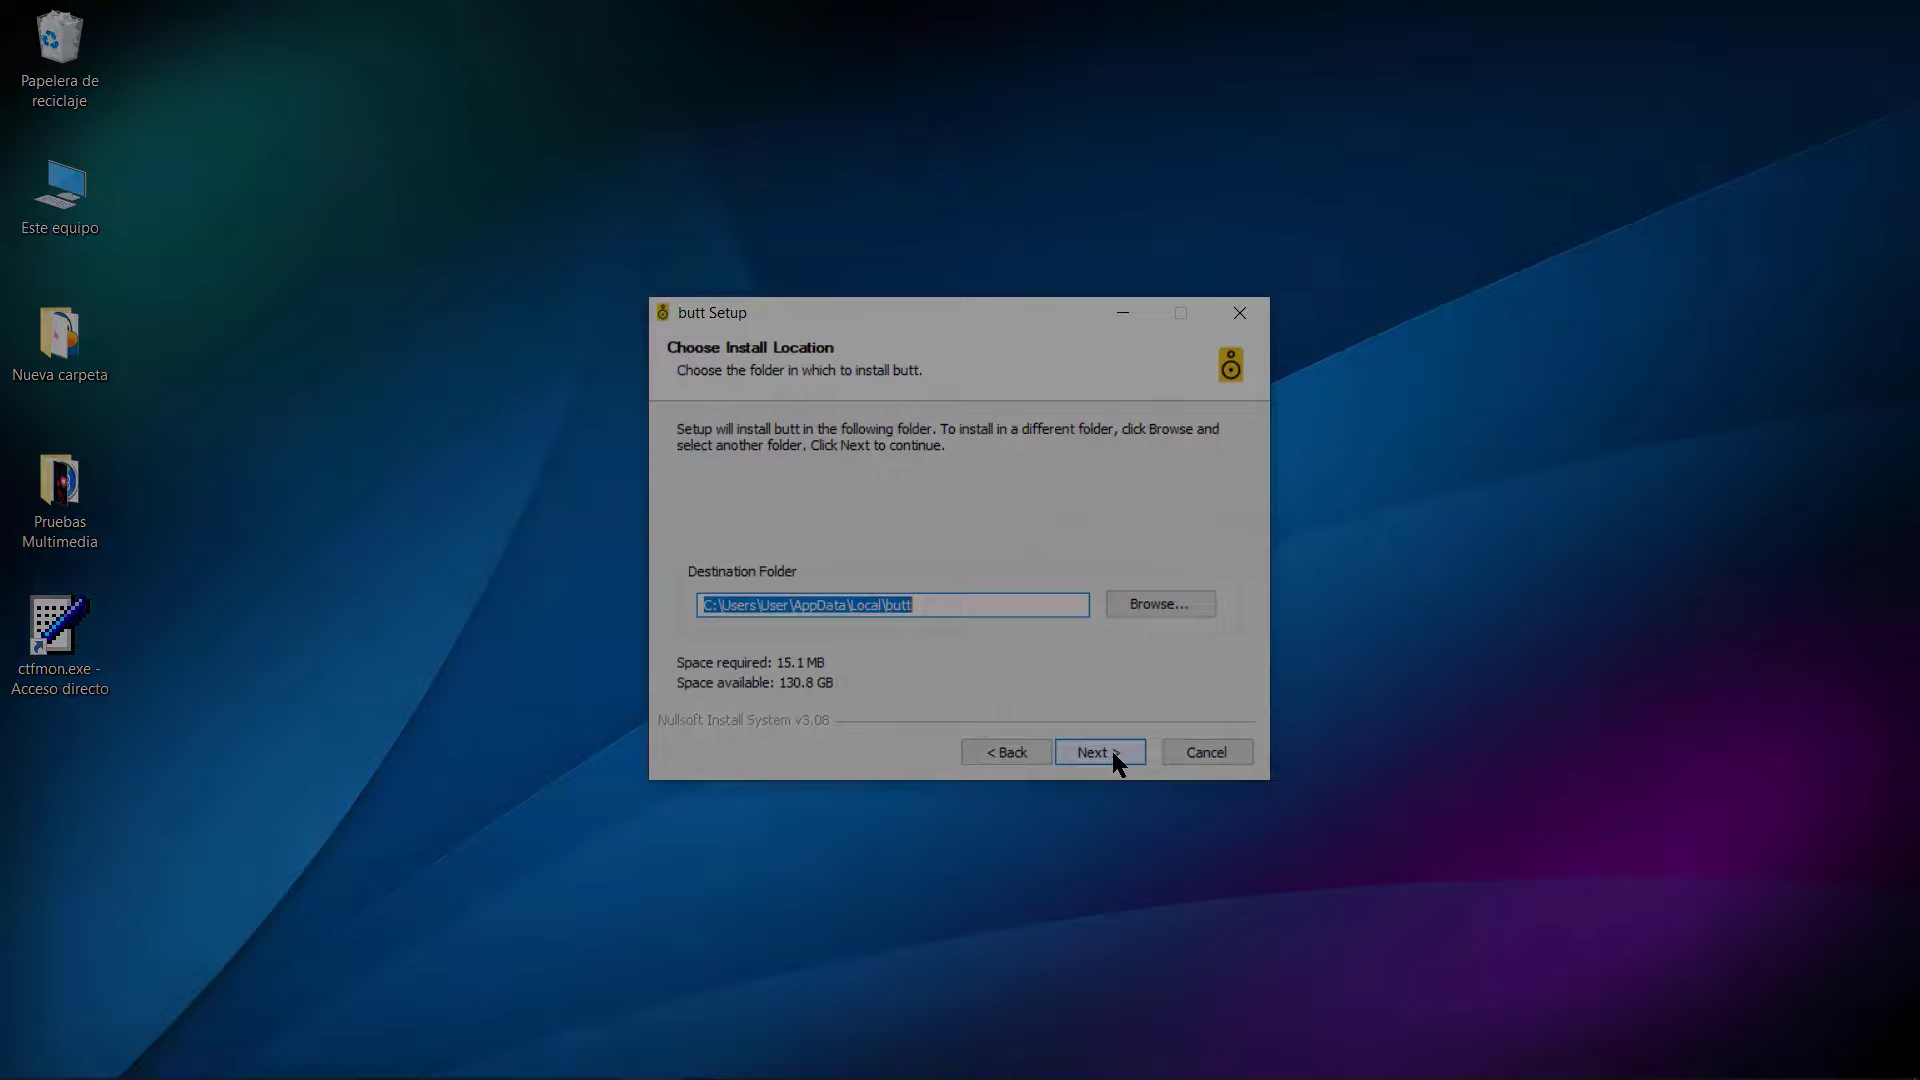 Papelera de
reciclaje
Este equipo
Nueva carpeta
Pruebas
Multimedia
ctfmon.exe -
Acceso directo
butt Setup
Choose Install Location
Choose the folder in which to install butt.
Setup will install butt in the following folder. To install in a different folder, click Browse and
select another folder. Click Next to continue.
Destination Folder
C:\Users\User\AppData\Local\butt
Browse...
Space required: 15.1 MB
Space available: 130.8 GB
Nullsoft Install System v3.08
< Back
Next >
Cancel